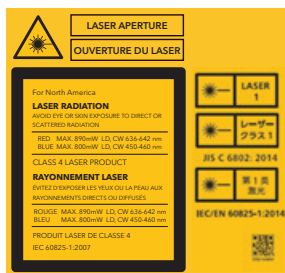 LASER APERTURE
OUVERTURE DU LASER
For North America
LASER RADIATION
AVOID EYE OR SKIN EXPOSURE TO DIRECT OR
SCATTERED RADIATION
RED MAX. 890mW LD, CW 636-642 nm
BLUE MAX. 800mW LD, CW 450-460 nm
CLASS 4 LASER PRODUCT
RAYONNEMENT LASER
ÉVITEZ D'EXPOSER LES YEUX OU LA PEAU AUX
RAYONNEMENTS DIRECTS OU DIFFUSÉS
ROUGE MAX. 890mW LD, CW 636-642 nm
BLEU MAX. 800mW LD, CW 450-460 nm
PRODUIT LASER DE CLASSE 4
IEC 60825-1:2007
LASER
1
レーザー
クラス 1
JIS C 6802: 2014
第 1 类
激光
IEC/EN 60825-1:2014